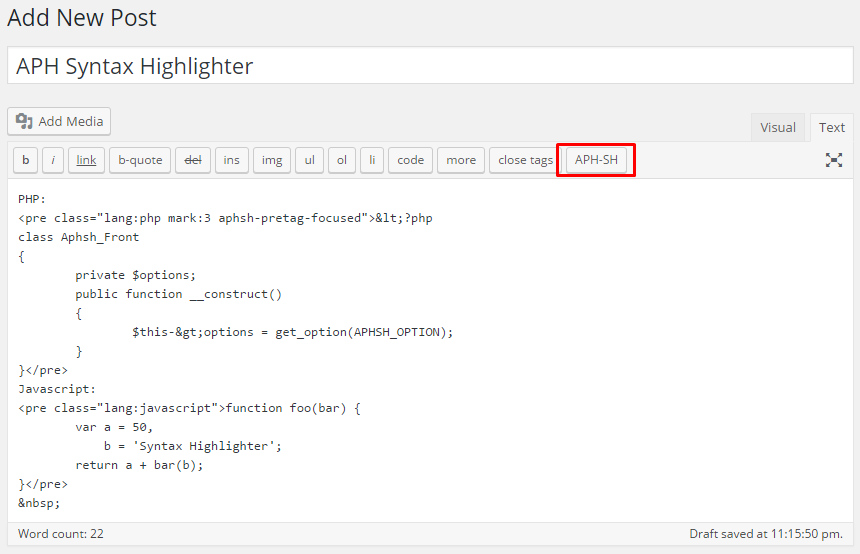 Add New Post
APH Syntax Highlighter
Add Media
Visual Text
b i link b-quote del ins img ul ol li code more close tags APH-SH
PHP:
<pre class="lang:php mark:3 aphsh-pretag-focused">&lt;?php
class Aphsh_Front
{
        private $options;
        public function __construct()
        {
                $this-&gt;options = get_option(APHSH_OPTION);
        }
}</pre>
Javascript:
<pre class="lang:javascript">function foo(bar) {
        var a = 50,
            b = 'Syntax Highlighter';
        return a + bar(b);
}</pre>
&nbsp;
Word count: 22 Draft saved at 11:15:50 pm.